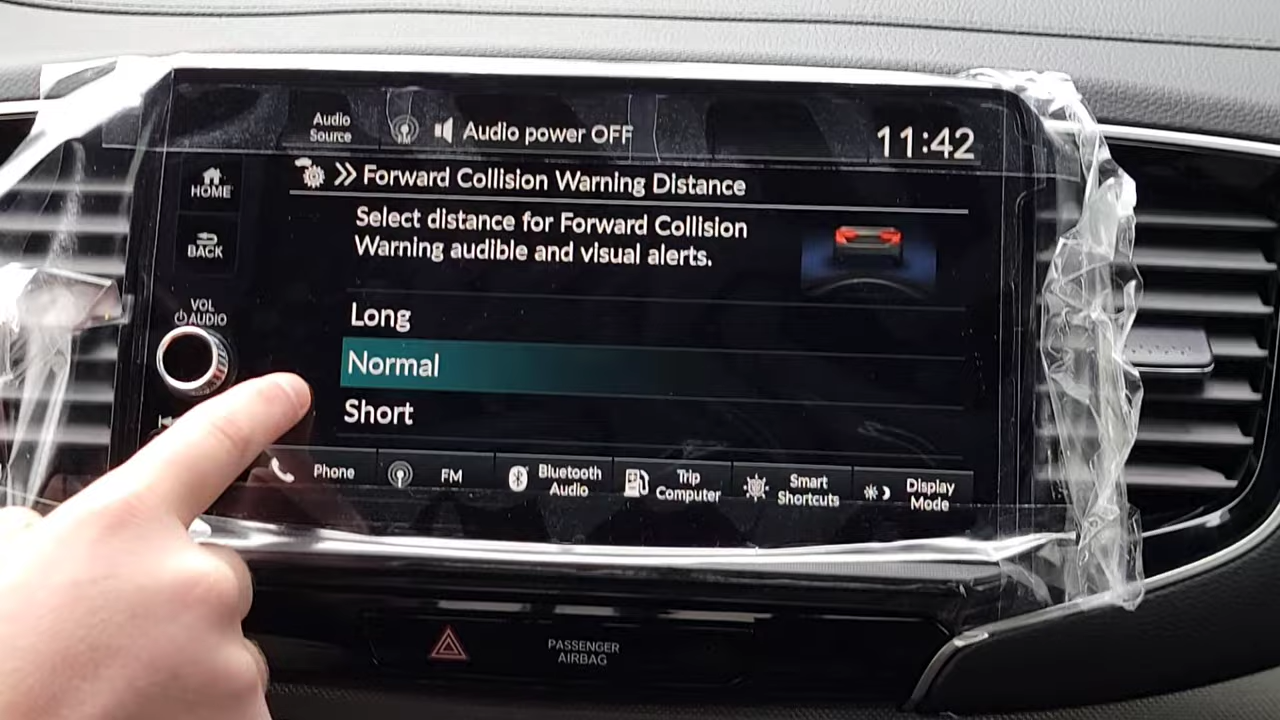 Audio
Source
FM
Audio power OFF
11:42
HOME
Forward Collision Warning Distance
Select distance for Forward Collision
Warning audible and visual alerts.
BACK
VOL
AUDIO
Long
Normal
Short
Phone
FM
Bluetooth
Audio
Trip
Computer
Smart
Shortcuts
Display
Mode
PASSENGER
AIRBAG